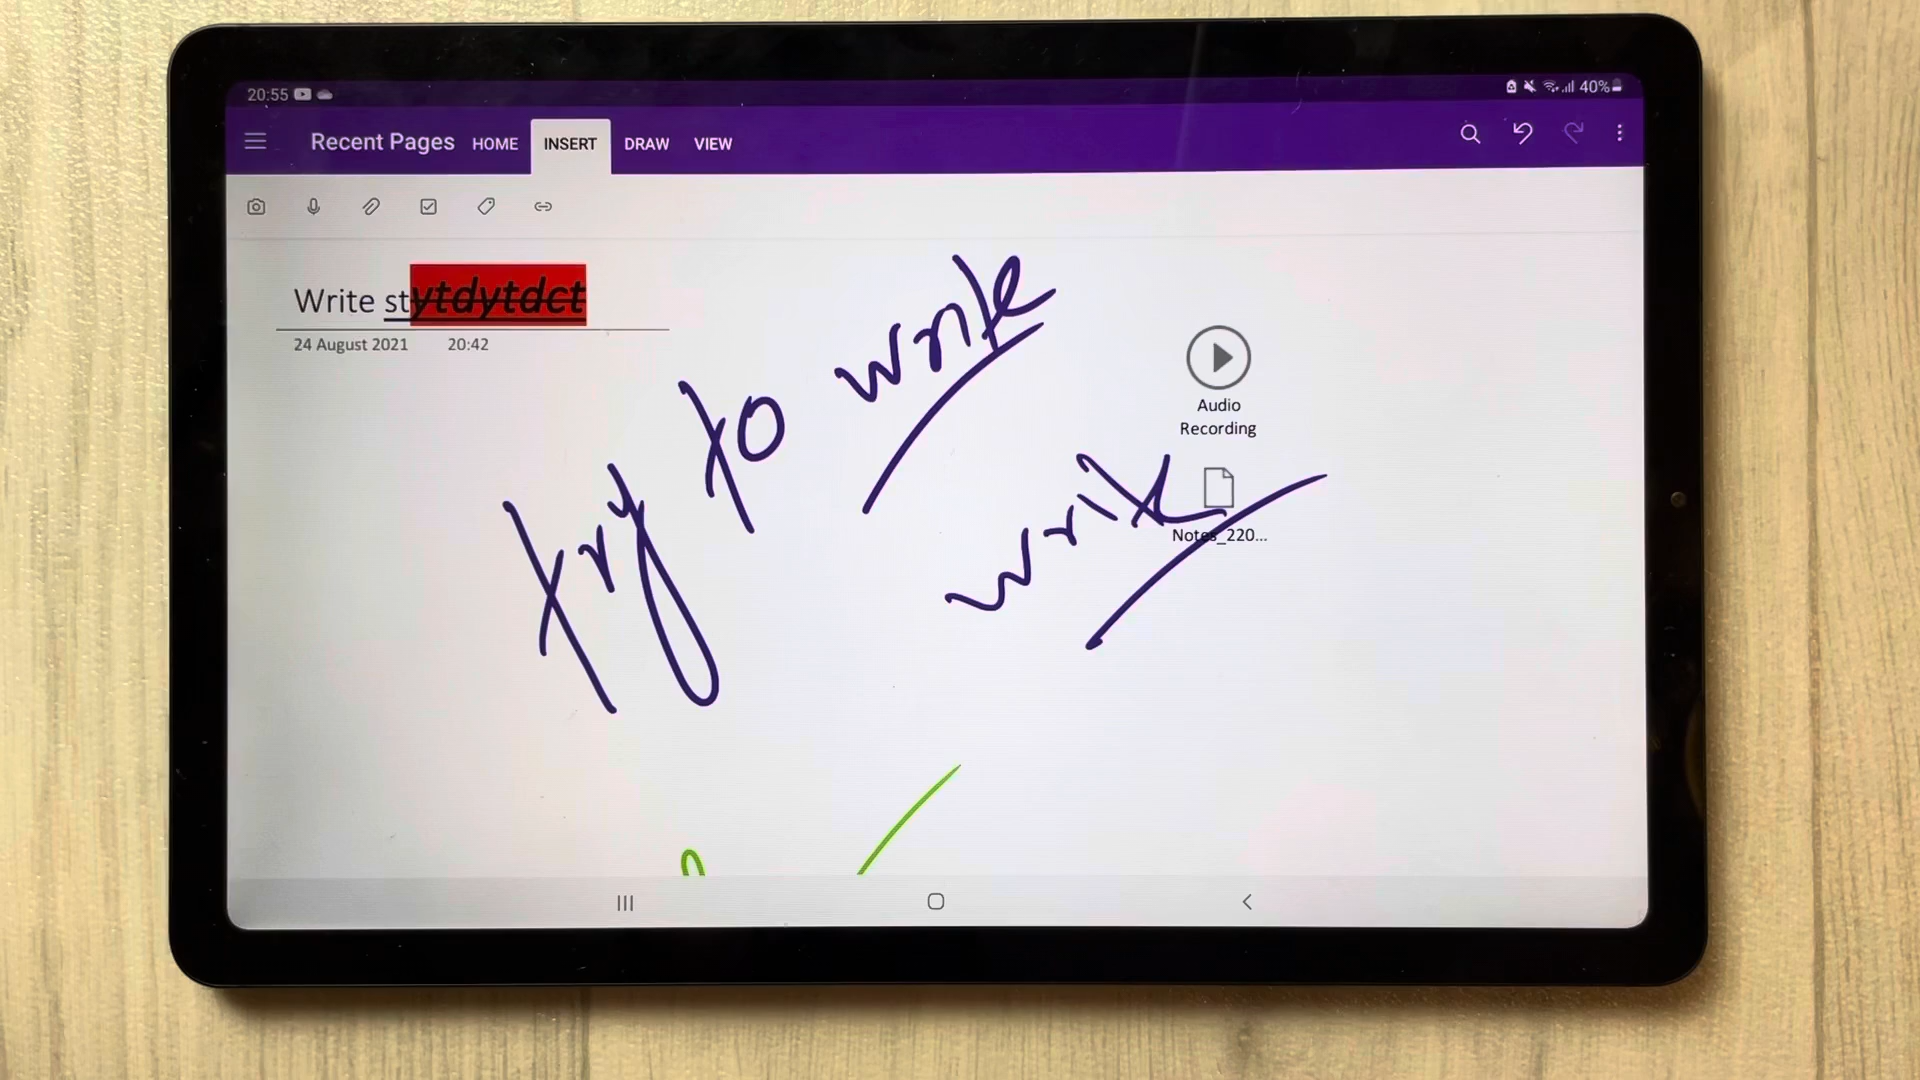 20:55 40%
Recent Pages HOME INSERT DRAW VIEW
Write stytdytdct
24 August 2021 20:42
try to write
Audio
Recording
write
Notes_220...